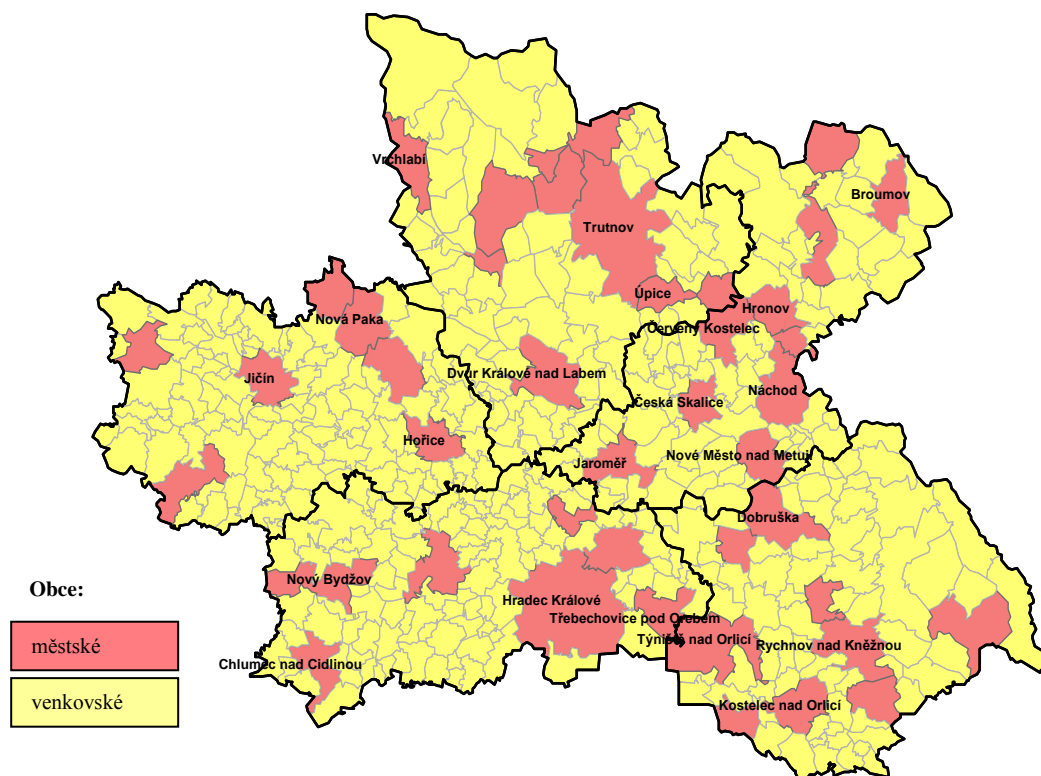 Vrchlabí
Broumov
Trutnov
Úpice
Hronov
Nová Paka
Červený Kostelec
Dvůr Králové nad Labem
Jičín
Náchod
Česká Skalice
Hořice
Nové Město nad Metují
Jaroměř
Dobruška
Obce:
Nový Bydžov
Hradec Králové
Třebechovice pod Orebem
městské
Týniště nad Orlicí
Rychnov nad Kněžnou
Chlumec nad Cidlinou
venkovské
Kostelec nad Orlicí